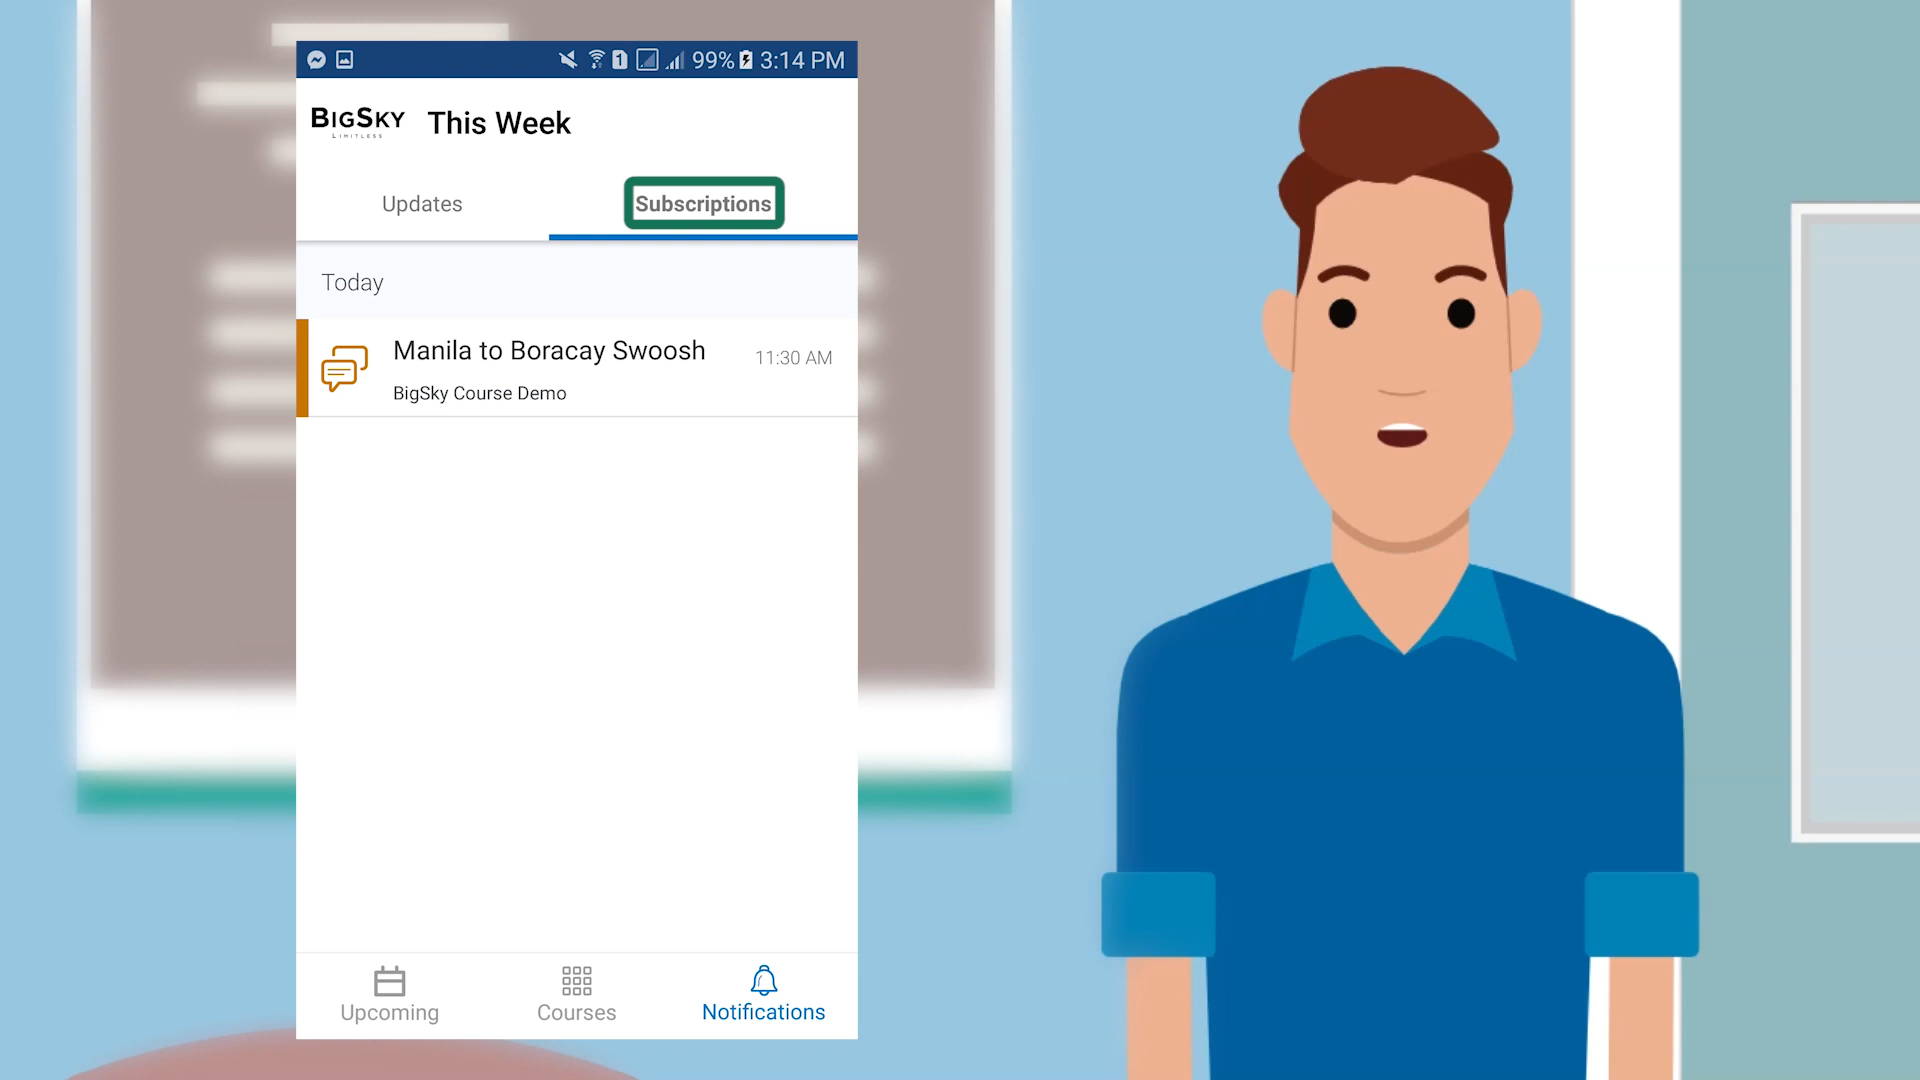 1 99% 3:14 PM
BIGSKY This Week
LIMITLESS
Updates Subscriptions
Today
Manila to Boracay Swoosh 11:30 AM
BigSky Course Demo
Upcoming Courses Notifications